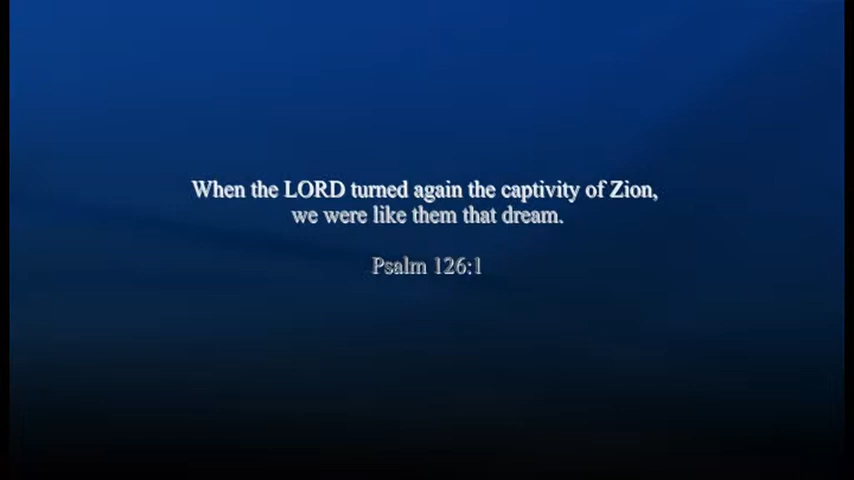 When the LORD turned again the captivity of Zion,
we were like them that dream.
Psalm 126:1